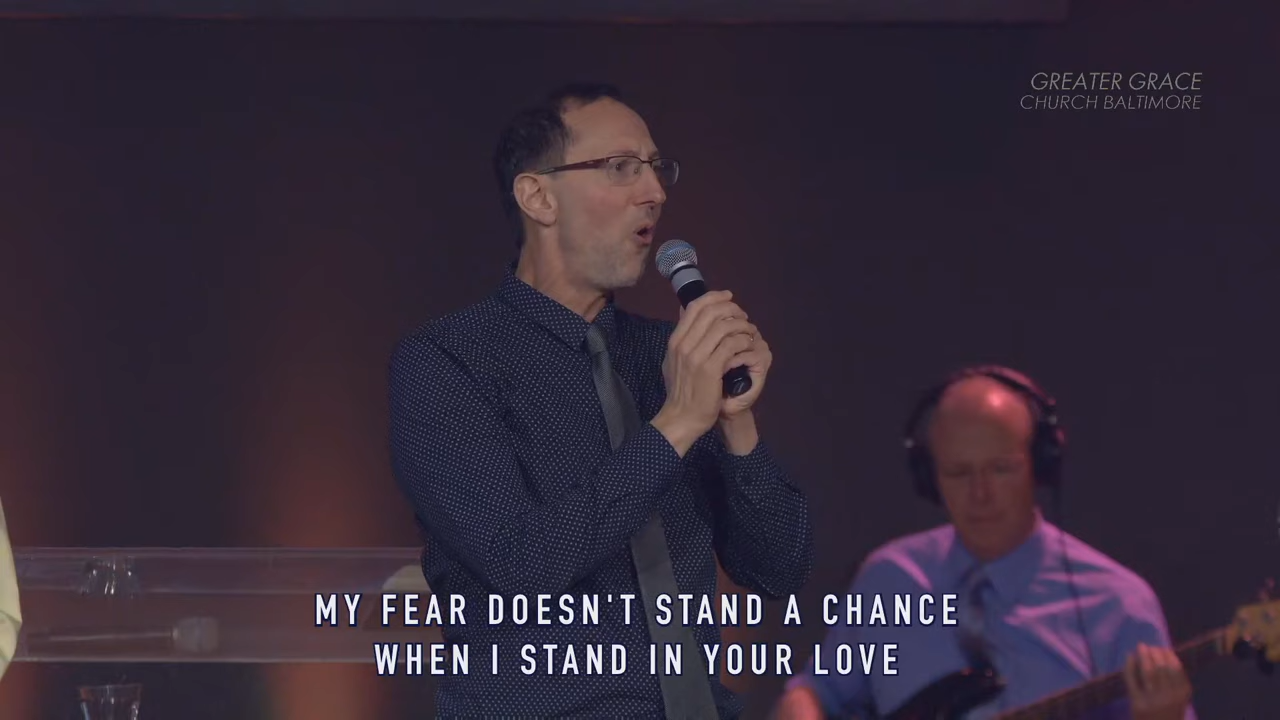 GREATER GRACE
CHURCH BALTIMORE
MY FEAR DOESN'T STAND A CHANCE
WHEN I STAND IN YOUR LOVE